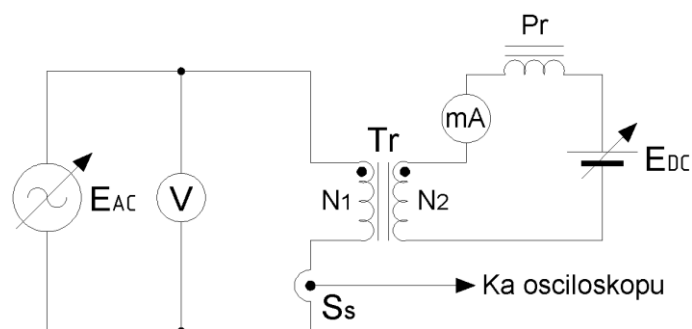 Pr
mA
Tr
EAC
V
N1
N2
EDC
Ss
Ka osciloskopu